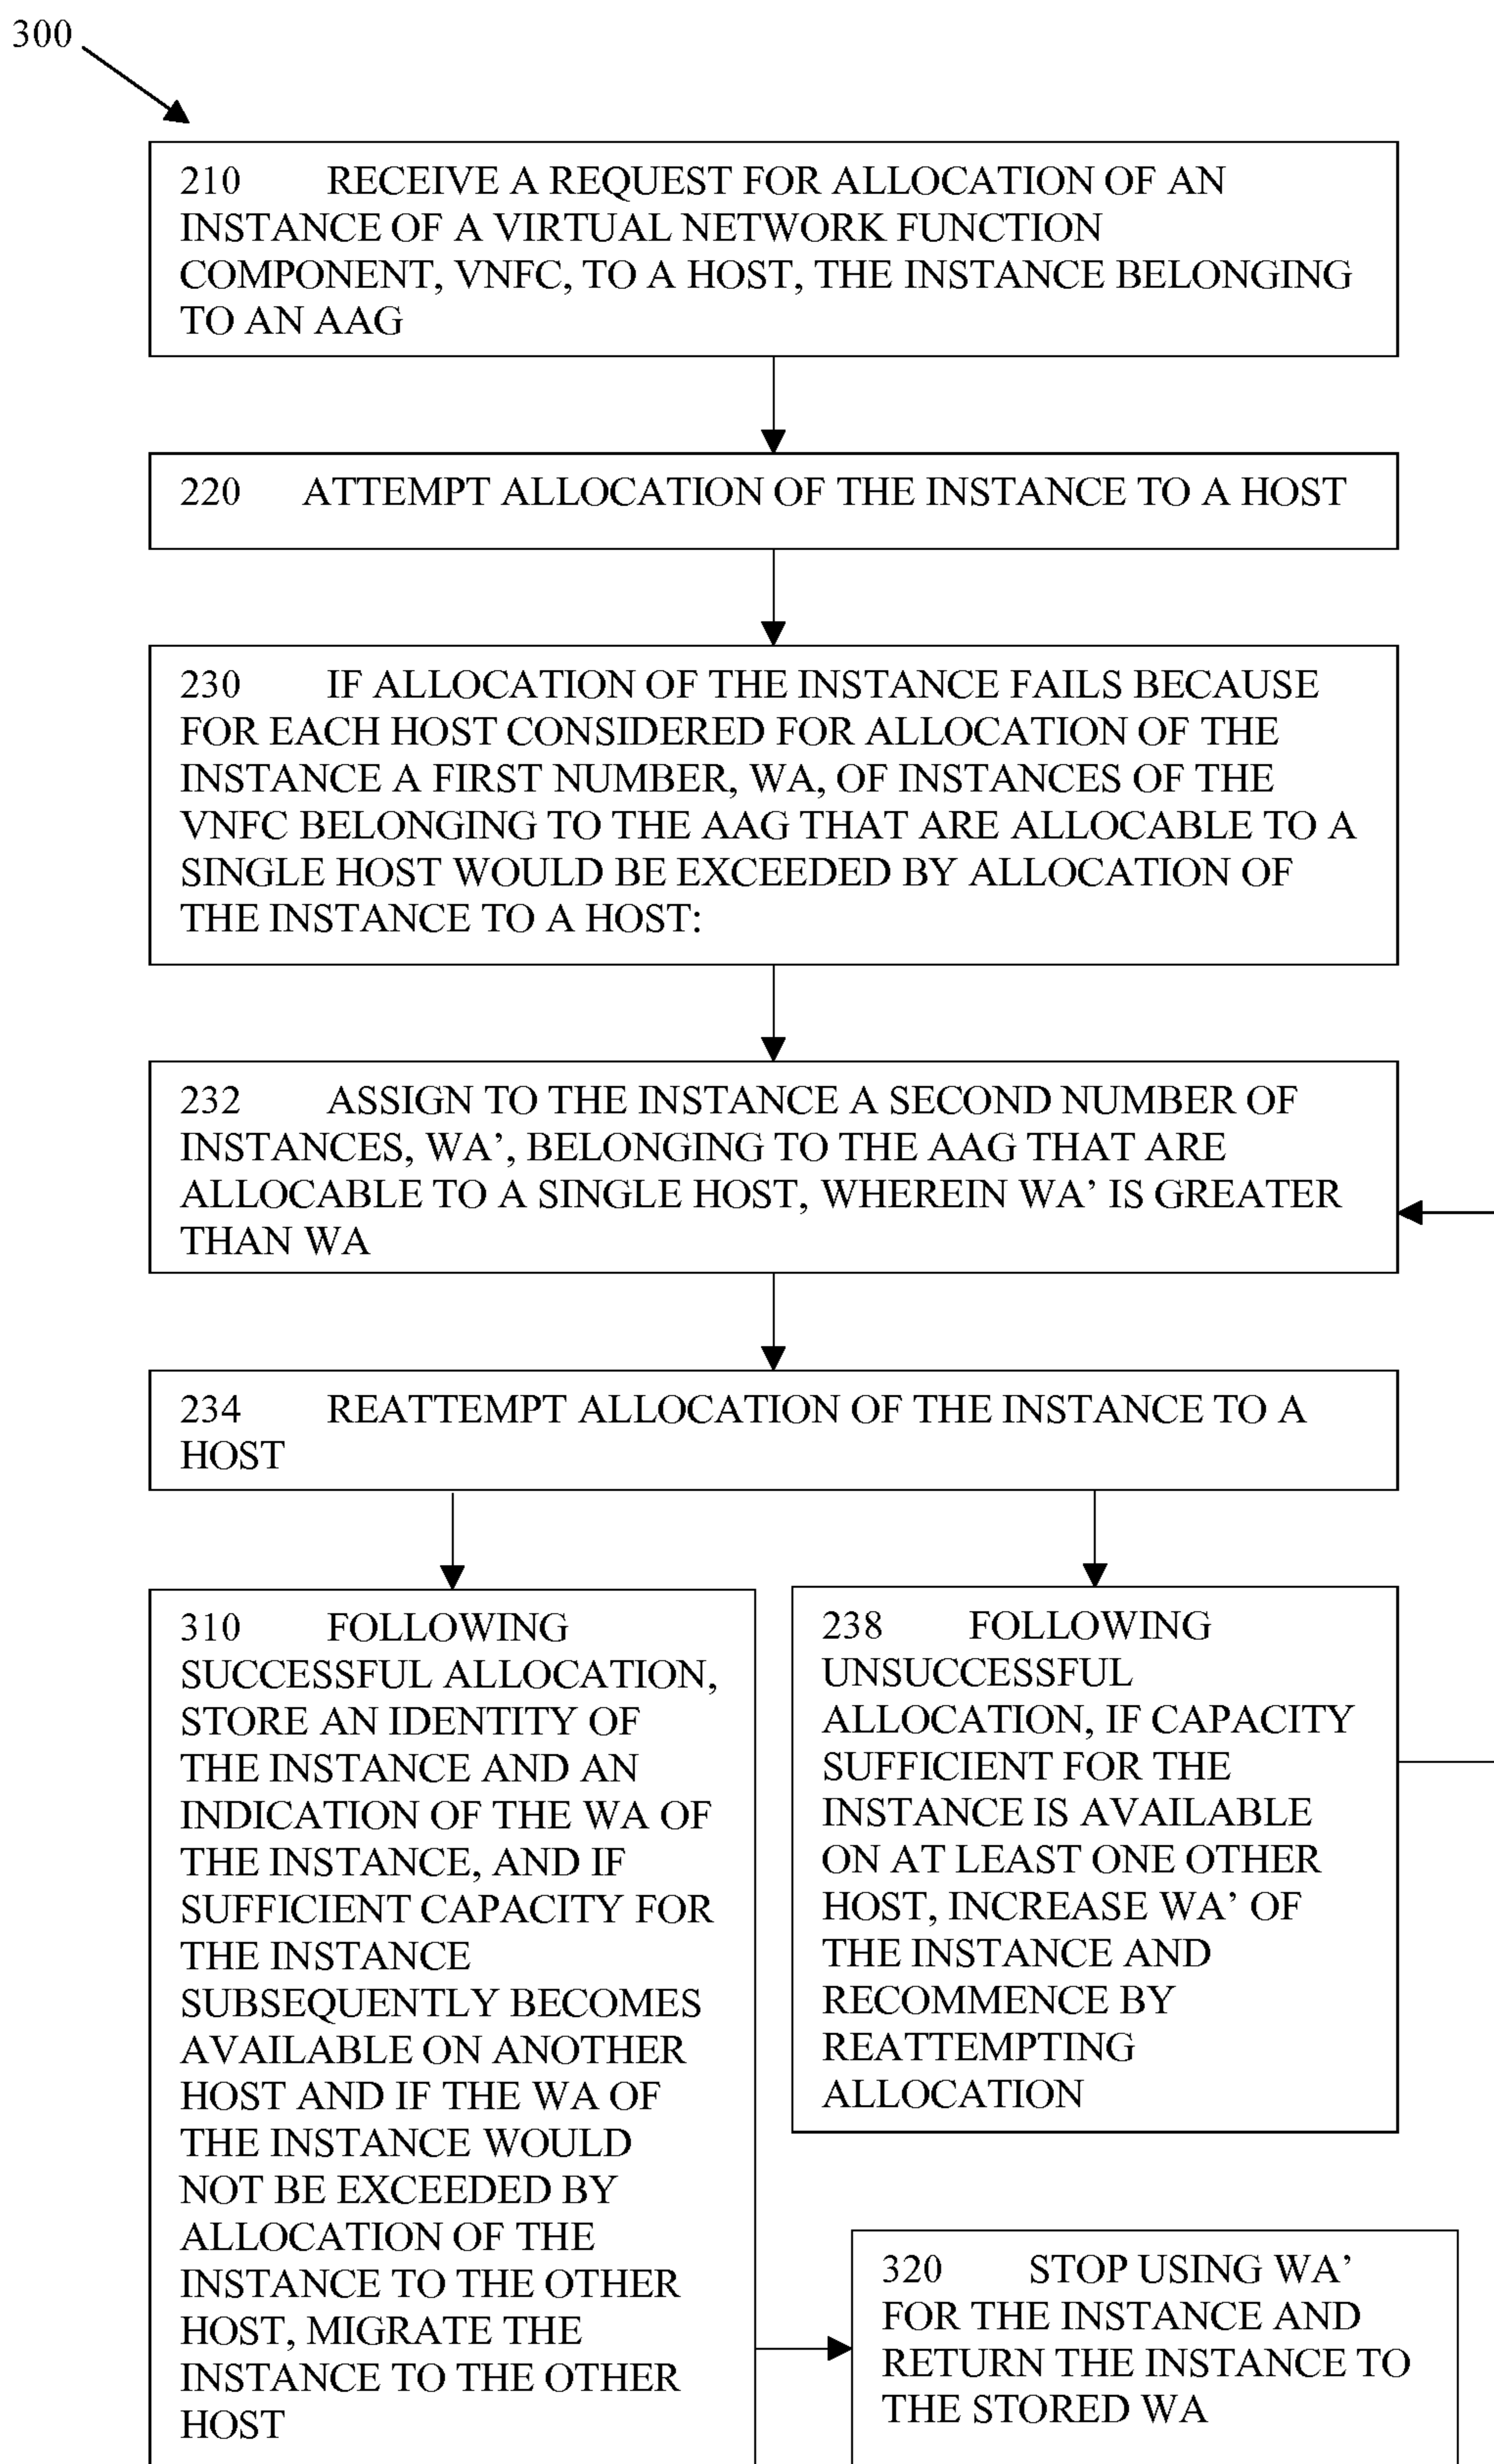 300
210 RECEIVE A REQUEST FOR ALLOCATION OF AN
INSTANCE OF A VIRTUAL NETWORK FUNCTION
COMPONENT, VNFC, TO A HOST, THE INSTANCE BELONGING
TO AN AAG
220 ATTEMPT ALLOCATION OF THE INSTANCE TO A HOST
230 IF ALLOCATION OF THE INSTANCE FAILS BECAUSE
FOR EACH HOST CONSIDERED FOR ALLOCATION OF THE
INSTANCE A FIRST NUMBER, WA, OF INSTANCES OF THE
VNFC BELONGING TO THE AAG THAT ARE ALLOCABLE TO A
SINGLE HOST WOULD BE EXCEEDED BY ALLOCATION OF
THE INSTANCE TO A HOST:
232 ASSIGN TO THE INSTANCE A SECOND NUMBER OF
INSTANCES, WA’, BELONGING TO THE AAG THAT ARE
ALLOCABLE TO A SINGLE HOST, WHEREIN WA’ IS GREATER
THAN WA
234 REATTEMPT ALLOCATION OF THE INSTANCE TO A
HOST
310 FOLLOWING
SUCCESSFUL ALLOCATION,
STORE AN IDENTITY OF
THE INSTANCE AND AN
INDICATION OF THE WA OF
THE INSTANCE, AND IF
SUFFICIENT CAPACITY FOR
THE INSTANCE
SUBSEQUENTLY BECOMES
AVAILABLE ON ANOTHER
HOST AND IF THE WA OF
THE INSTANCE WOULD
NOT BE EXCEEDED BY
ALLOCATION OF THE
INSTANCE TO THE OTHER
HOST, MIGRATE THE
INSTANCE TO THE OTHER
HOST
238 FOLLOWING
UNSUCCESSFUL
ALLOCATION, IF CAPACITY
SUFFICIENT FOR THE
INSTANCE IS AVAILABLE
ON AT LEAST ONE OTHER
HOST, INCREASE WA’ OF
THE INSTANCE AND
RECOMMENCE BY
REATTEMPTING
ALLOCATION
320 STOP USING WA’
FOR THE INSTANCE AND
RETURN THE INSTANCE TO
THE STORED WA